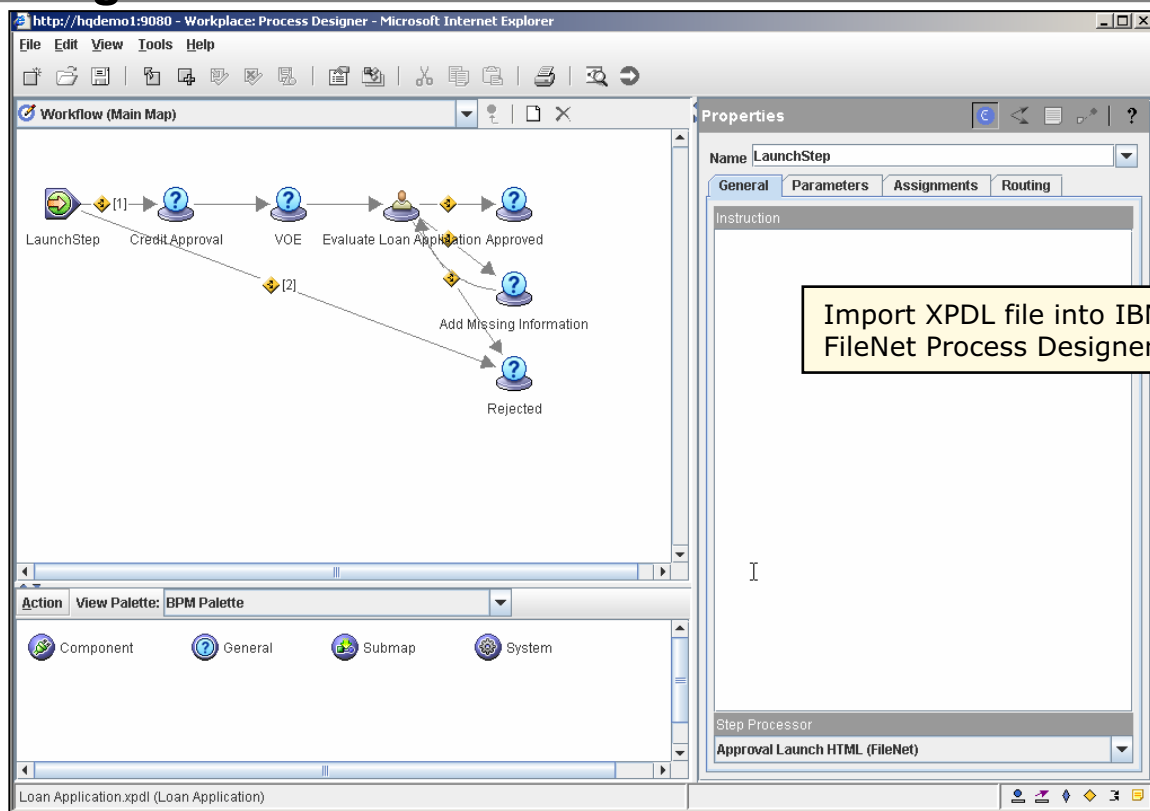 http://hqdemo1:9080 - Workplace: Process Designer - Microsoft Internet Explorer
File Edit View Tools Help
Workflow (Main Map)
[1]
LaunchStep Credit Approval VOE Evaluate Loan Application Approved
[2]
Add Missing Information
Rejected
Action View Palette: BPM Palette
Component General Submap System
Loan Application.xpdl (Loan Application)
Properties ?
Name LaunchStep
General Parameters Assignments Routing
Instruction
Import XPDL file into
FileNet Process Designer
Step Processor
Approval Launch HTML (FileNet)